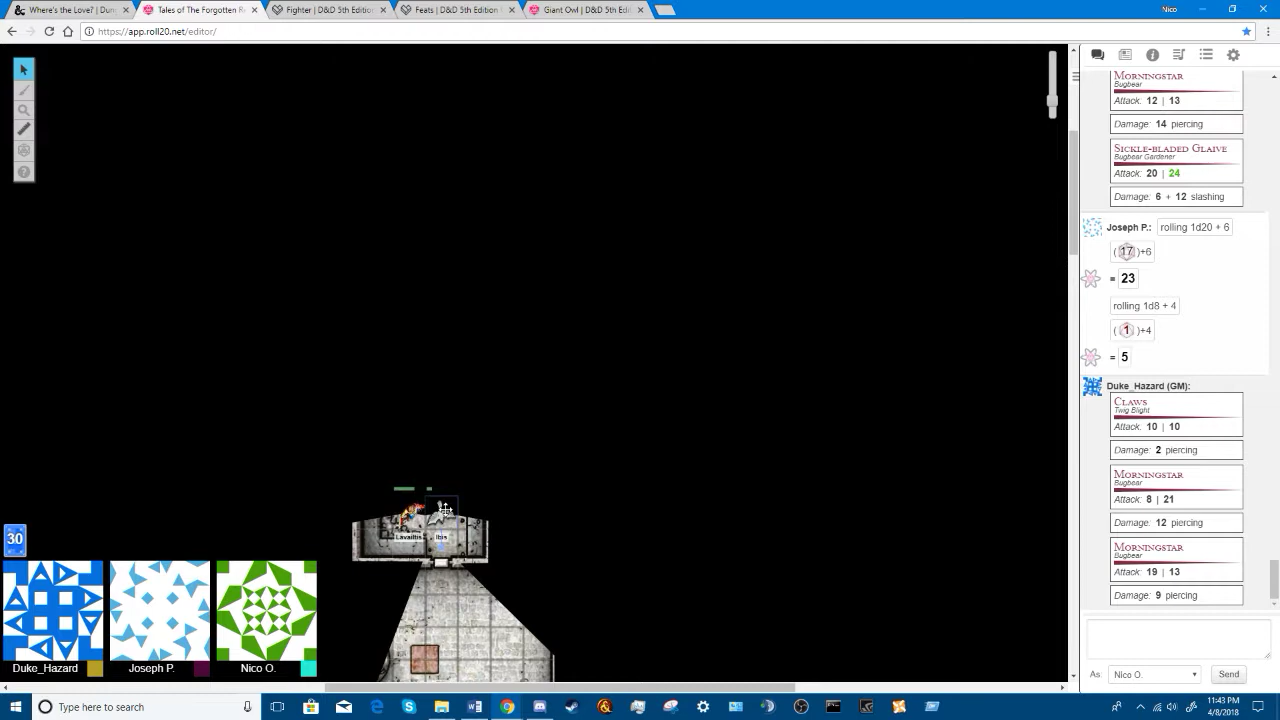 Where's the Love? | Dung
Tales of The Forgotten R
Fighter | D&D 5th Edition
Feats | D&D 5th Edition
Giant Owl | D&D 5th Edi
Nico
https://app.roll20.net/editor/
MORNINGSTAR
Bugbear
Attack: 12 | 13
Damage: 14 piercing
SICKLE-BLADED GLAIVE
Bugbear Gardener
Attack: 20 | 24
Damage: 6 + 12 slashing
Joseph P.: rolling 1d20 + 6
(17)+6
= 23
rolling 1d8 + 4
(1)+4
= 5
Duke_Hazard (GM):
CLAWS
Twig Blight
Attack: 10 | 10
Damage: 2 piercing
MORNINGSTAR
Bugbear
Attack: 8 | 21
Damage: 12 piercing
MORNINGSTAR
Bugbear
Attack: 19 | 13
Damage: 9 piercing
Lavaitis Ibis
30
Duke_Hazard
Joseph P.
Nico O.
As Nico O. Send
Type here to search
11:43 PM
4/8/2018